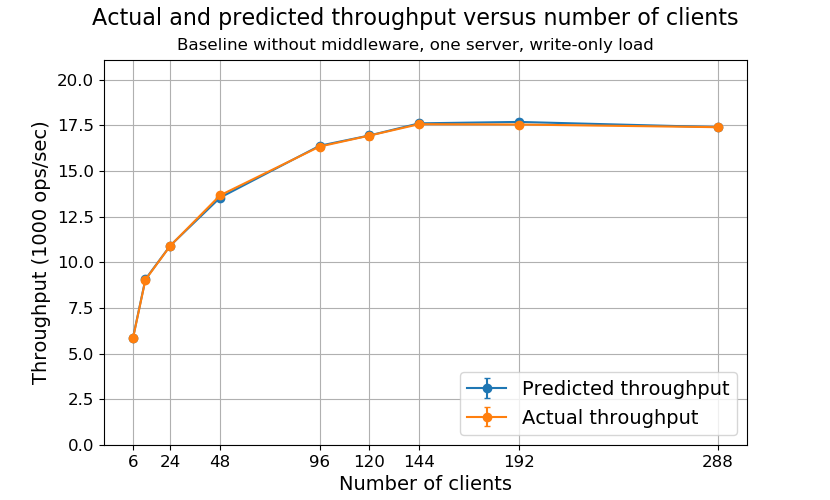 Actual and predicted throughput versus number of clients
Baseline without middleware, one server, write-only load
Throughput (1000 ops/sec)
20.0
17.5
15.0
12.5
10.0
7.5
5.0
2.5
0.0
Predicted throughput
Actual throughput
6 24 48 96 120 144 192 288
Number of clients